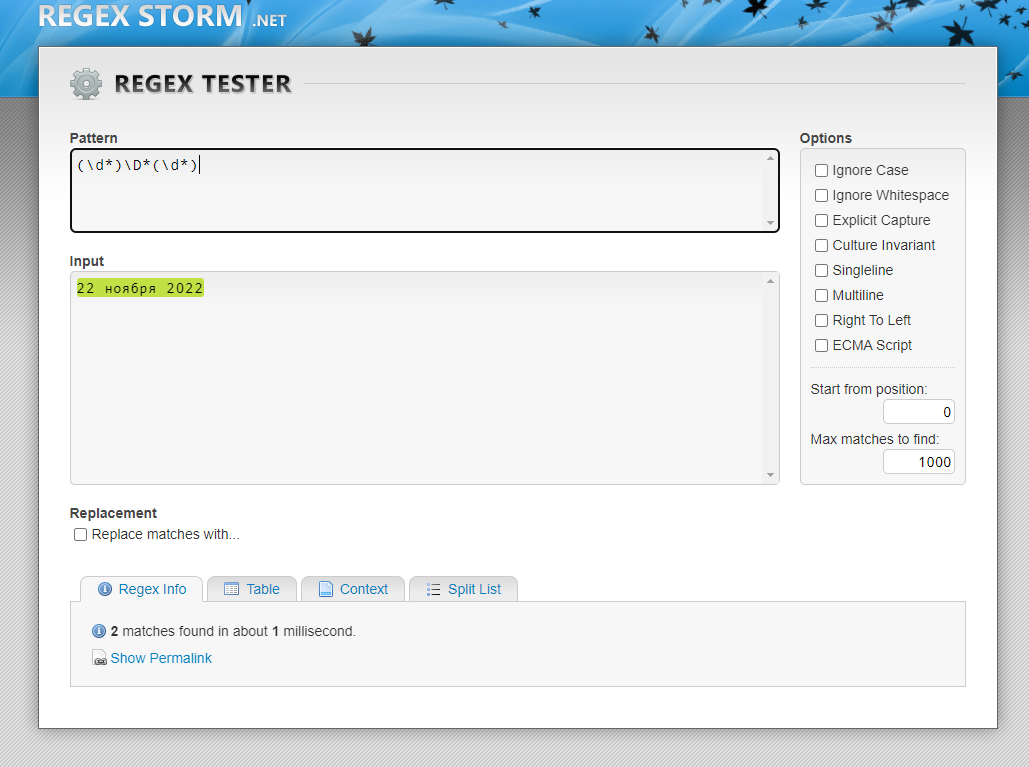 REGEX STORM .NET
REGEX TESTER
Pattern
(\d*)\D*(\d*)
Options
Ignore Case
Ignore Whitespace
Explicit Capture
Culture Invariant
Singleline
Multiline
Right To Left
ECMA Script
Start from position:
0
Max matches to find:
1000
Input
22 ноября 2022
Replacement
Replace matches with...
Regex Info Table Context Split List
2 matches found in about 1 millisecond.
Show Permalink